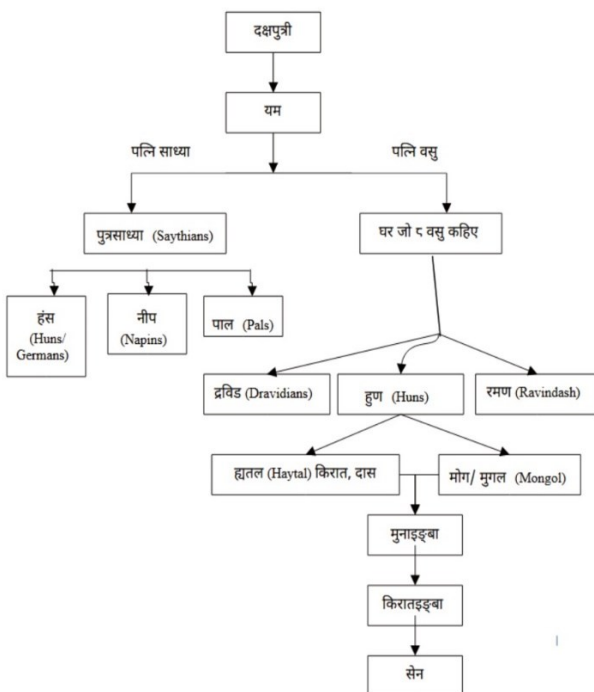 दक्षपुत्री
यम
पत्नि साध्या
पत्नि वसु
पुत्रसाध्या (Saythians)
घर जो ८ वसु कहिए
हंस
(Huns/
Germans)
नीप
(Napins)
पाल (Pals)
द्रविड (Dravidians)
हुण (Huns)
रमण (Ravindash)
ह्यतल (Haytal) किरात, दास
मोग/ मुगल (Mongol)
मुनाइङ्बा
किरातइङ्बा
सेन